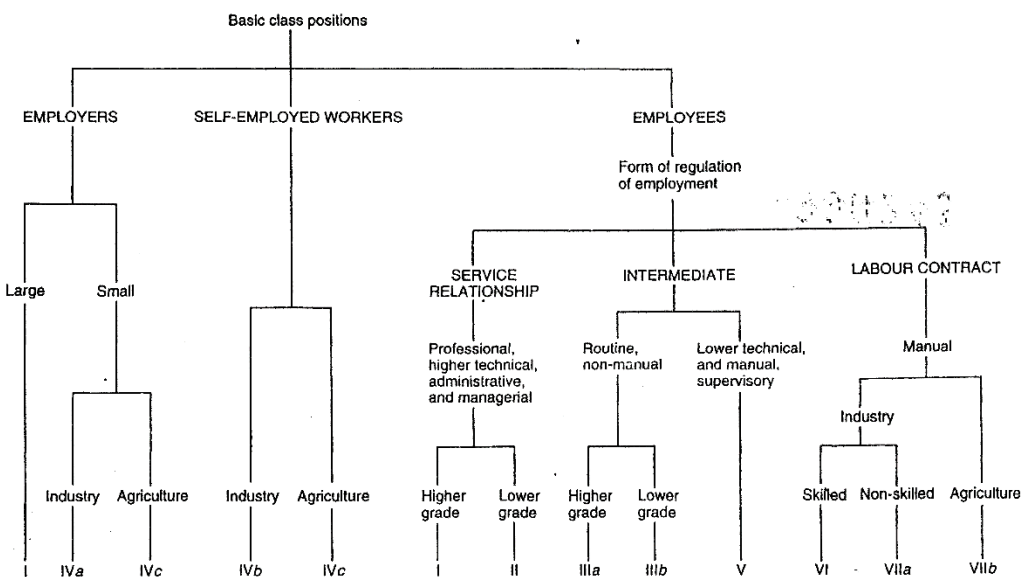 Basic class positions
EMPLOYERS
SELF-EMPLOYED WORKERS
EMPLOYEES
Form of regulation
of employment
SERVICE
RELATIONSHIP
INTERMEDIATE
LABOUR CONTRACT
Large
Small
Professional,
higher technical,
administrative,
and managerial
Routine,
non-manual
Lower technical,
and manual,
supervisory
Manual
Industry
Industry
Agriculture
Industry
Agriculture
Higher
grade
Lower
grade
Higher
grade
Lower
grade
Skilled
Non-skilled
Agriculture
I
IVa
IVc
IVb
IVc
I
II
IIIa
IIIb
V
VI
VIIa
VIIb